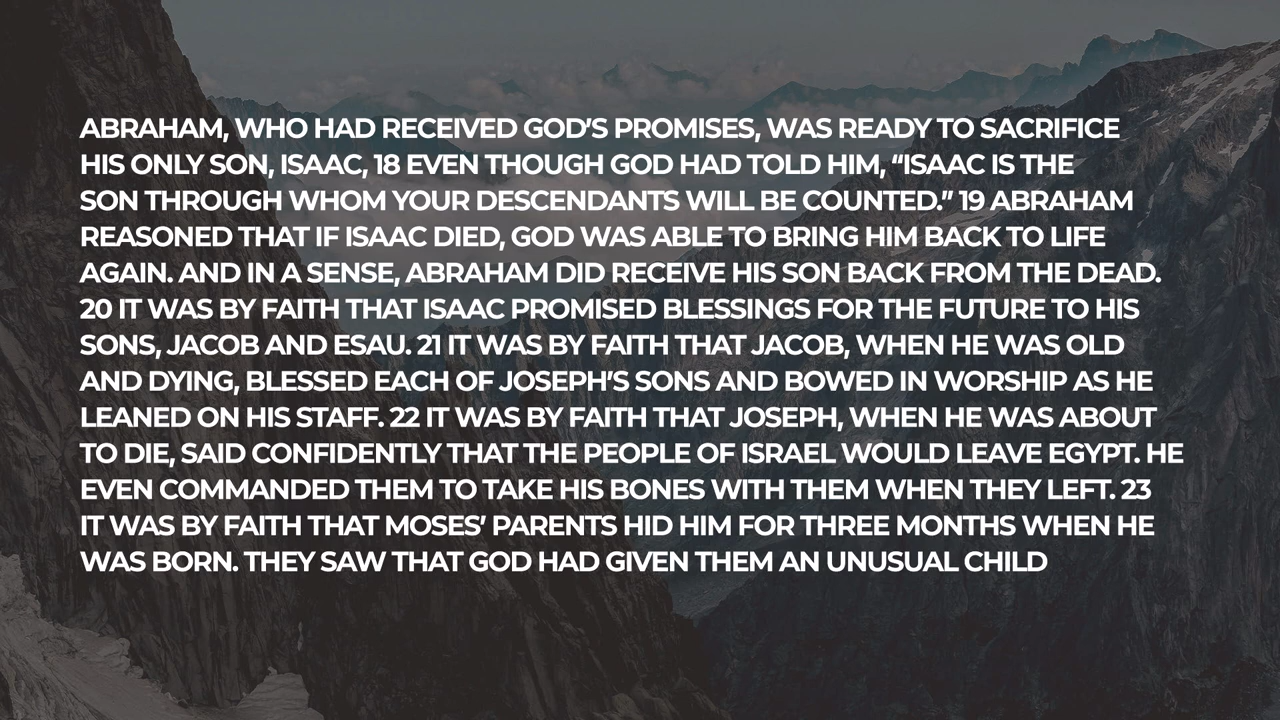 ABRAHAM, WHO HAD RECEIVED GOD’S PROMISES, WAS READY TO SACRIFICE
HIS ONLY SON, ISAAC, 18 EVEN THOUGH GOD HAD TOLD HIM, “ISAAC IS THE
SON THROUGH WHOM YOUR DESCENDANTS WILL BE COUNTED.” 19 ABRAHAM
REASONED THAT IF ISAAC DIED, GOD WAS ABLE TO BRING HIM BACK TO LIFE
AGAIN. AND IN A SENSE, ABRAHAM DID RECEIVE HIS SON BACK FROM THE DEAD.
20 IT WAS BY FAITH THAT ISAAC PROMISED BLESSINGS FOR THE FUTURE TO HIS
SONS, JACOB AND ESAU. 21 IT WAS BY FAITH THAT JACOB, WHEN HE WAS OLD
AND DYING, BLESSED EACH OF JOSEPH’S SONS AND BOWED IN WORSHIP AS HE
LEANED ON HIS STAFF. 22 IT WAS BY FAITH THAT JOSEPH, WHEN HE WAS ABOUT
TO DIE, SAID CONFIDENTLY THAT THE PEOPLE OF ISRAEL WOULD LEAVE EGYPT. HE
EVEN COMMANDED THEM TO TAKE HIS BONES WITH THEM WHEN THEY LEFT. 23
IT WAS BY FAITH THAT MOSES’ PARENTS HID HIM FOR THREE MONTHS WHEN HE
WAS BORN. THEY SAW THAT GOD HAD GIVEN THEM AN UNUSUAL CHILD